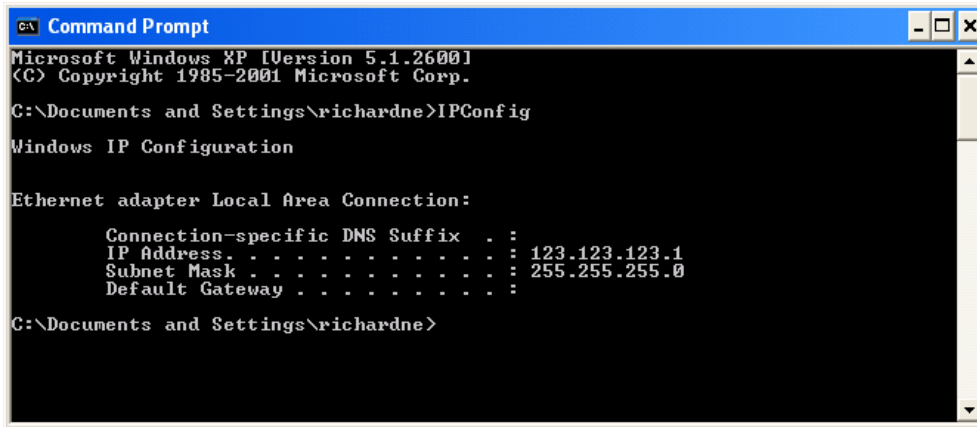 Command Prompt
Microsoft Windows XP [Version 5.1.2600]
(C) Copyright 1985-2001 Microsoft Corp.
C:\Documents and Settings\richardne>IPConfig
Windows IP Configuration
Ethernet adapter Local Area Connection:
Connection-specific DNS Suffix  . :
IP Address. . . . . . . . . . . . : 123.123.123.1
Subnet Mask . . . . . . . . . . . : 255.255.255.0
Default Gateway . . . . . . . . . :
C:\Documents and Settings\richardne>